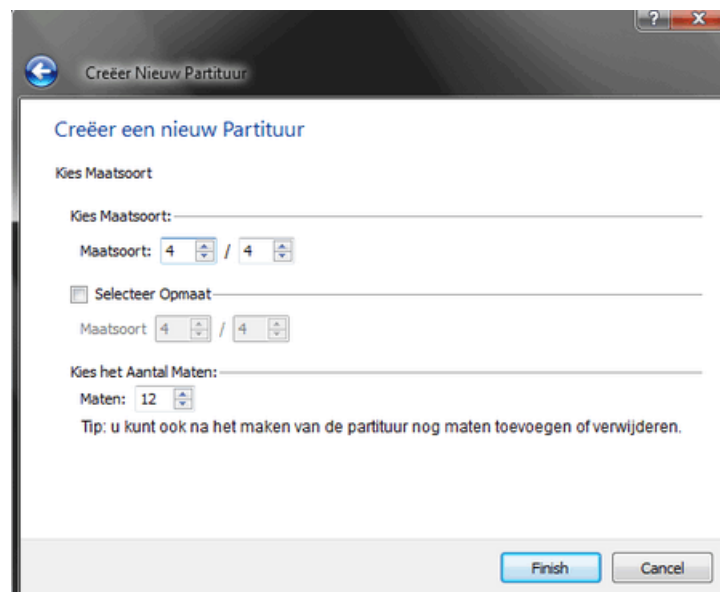 ?
X
Creëer Nieuw Partituur
Creëer een nieuw Partituur
Kies Maatsoort
Kies Maatsoort:
Maatsoort: 4 / 4
Selecteer Opmaat
Maatsoort 4 / 4
Kies het Aantal Maten:
Maten: 12
Tip: u kunt ook na het maken van de partituur nog maten toevoegen of verwijderen.
Finish Cancel